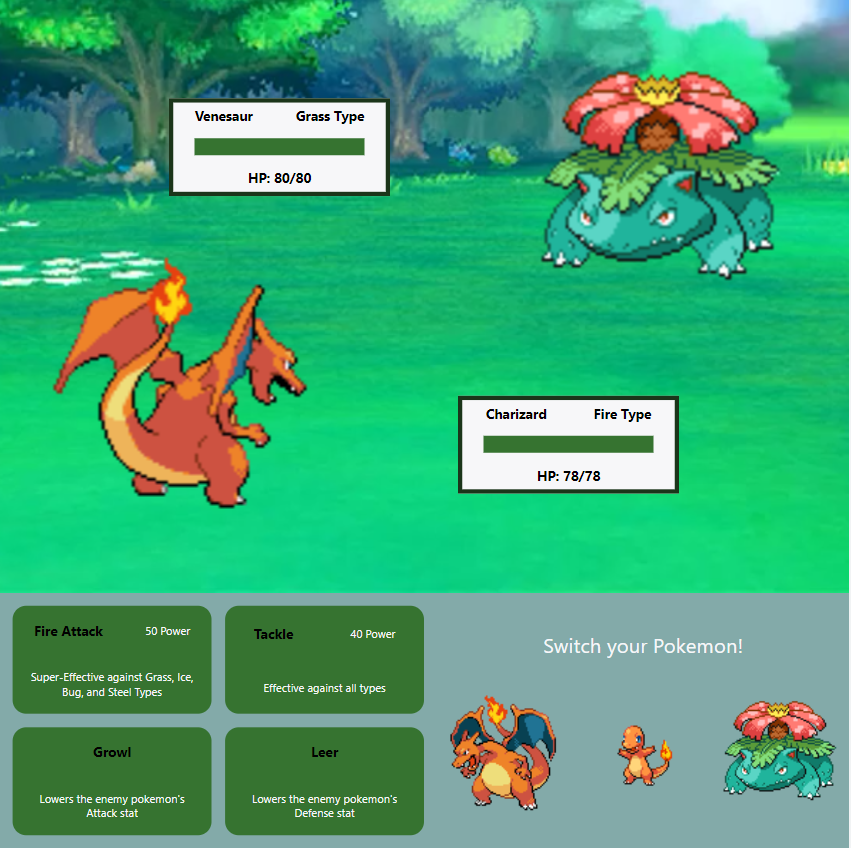 Venesaur Grass Type
HP: 80/80
Charizard Fire Type
HP: 78/78
Fire Attack 50 Power
Super-Effective against Grass, Ice,
Bug, and Steel Types
Tackle 40 Power
Effective against all types
Growl
Lowers the enemy pokemon's
Attack stat
Leer
Lowers the enemy pokemon's
Defense stat
Switch your Pokemon!